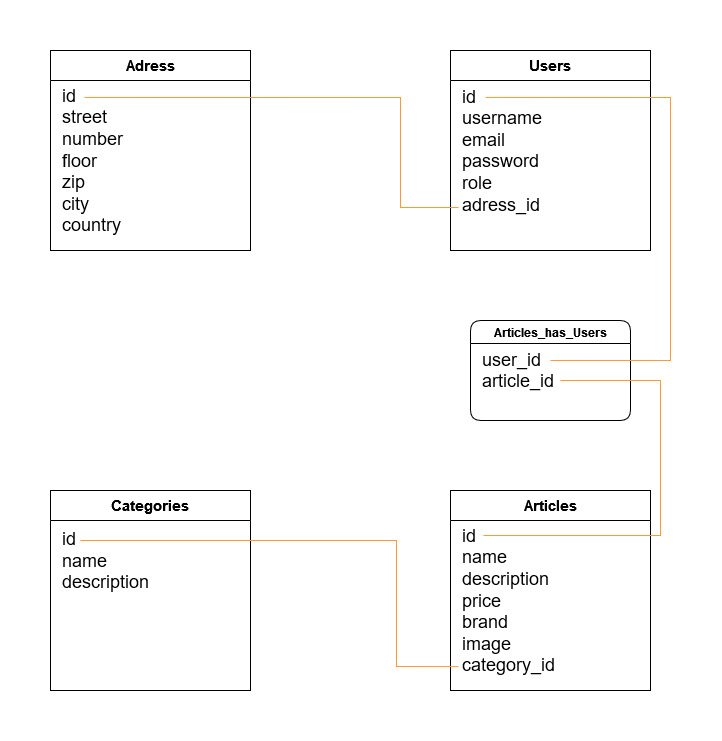 Adress
id
street
number
floor
zip
city
country
Users
id
username
email
password
role
adress_id
Articles_has_Users
user_id
article_id
Categories
id
name
description
Articles
id
name
description
price
brand
image
category_id